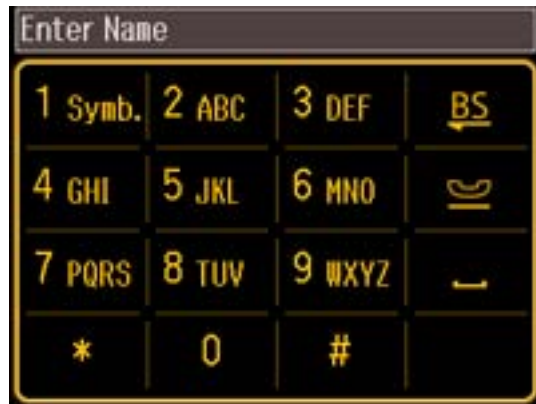 Enter Name
1 Symb. 2 ABC 3 DEF BS
4 GHI 5 JKL 6 MNO
7 PQRS 8 TUV 9 WXYZ
* 0 #